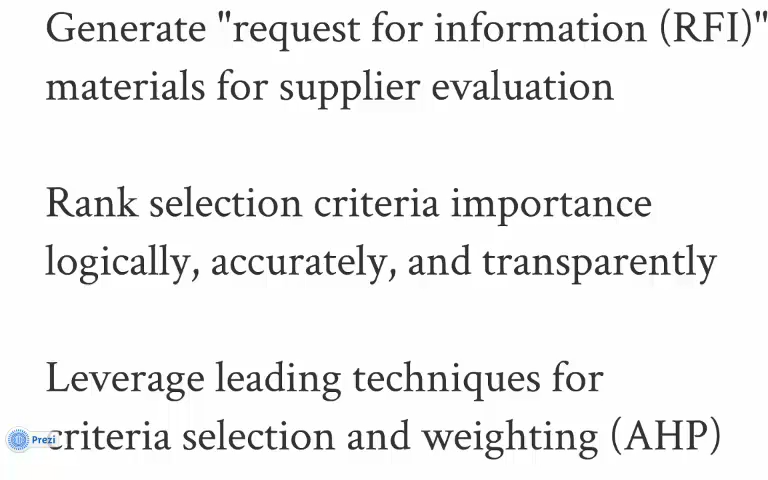 Generate "request for information (RFI)"
materials for supplier evaluation
Rank selection criteria importance
logically, accurately, and transparently
Leverage leading techniques for
criteria selection and weighting (AHP)
Prezi